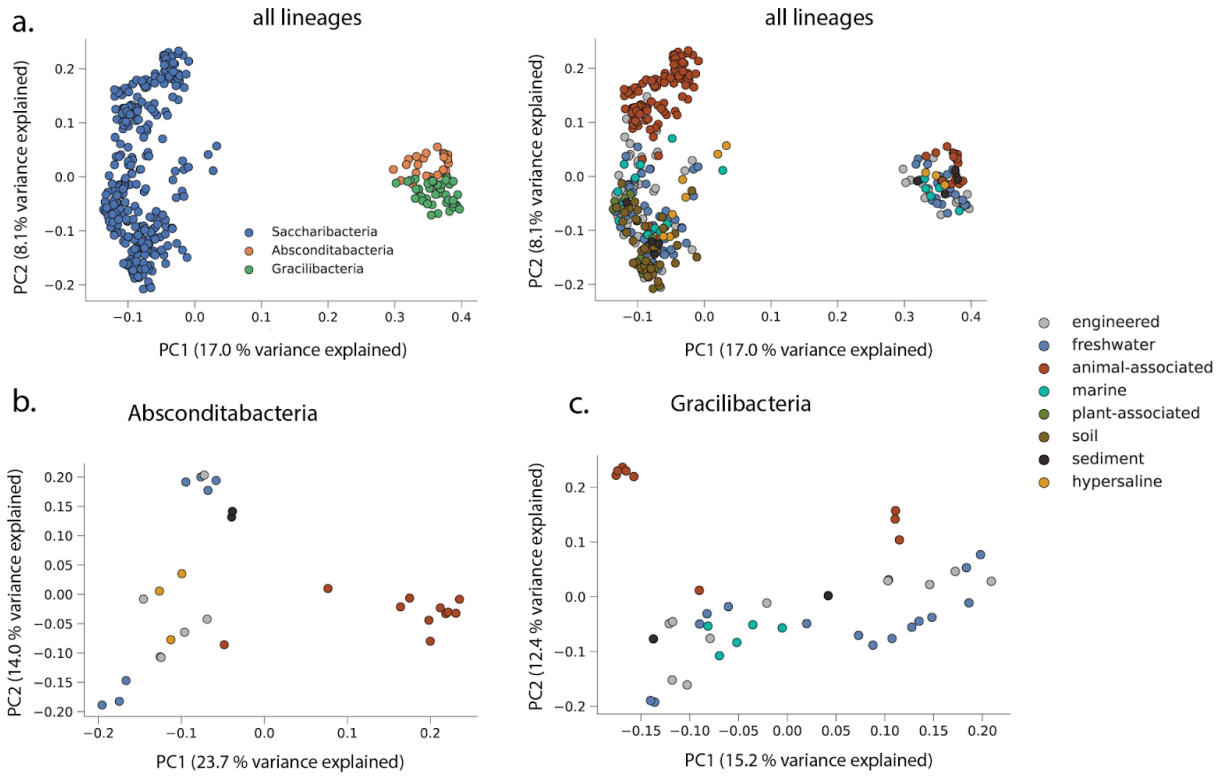 a.
all lineages
all lineages
PC2 (8.1% variance explained)
0.2
0.1
0.0
−0.1
−0.2
Saccharibacteria
Absconditabacteria
Gracilibacteria
−0.1
0.0
0.1
0.2
0.3
0.4
PC1 (17.0 % variance explained)
PC2 (8.1% variance explained)
0.2
0.1
0.0
−0.1
−0.2
−0.1
0.0
0.1
0.2
0.3
0.4
PC1 (17.0 % variance explained)
engineered
freshwater
animal-associated
marine
plant-associated
soil
sediment
hypersaline
b.
Absconditabacteria
PC2 (14.0 % variance explained)
0.20
0.15
0.10
0.05
0.00
−0.05
−0.10
−0.15
−0.20
−0.2
−0.1
0.0
0.1
0.2
PC1 (23.7 % variance explained)
c.
Gracilibacteria
PC2 (12.4 % variance explained)
0.2
0.1
0.0
−0.1
−0.2
−0.15
−0.10
−0.05
0.00
0.05
0.10
0.15
0.20
PC1 (15.2 % variance explained)